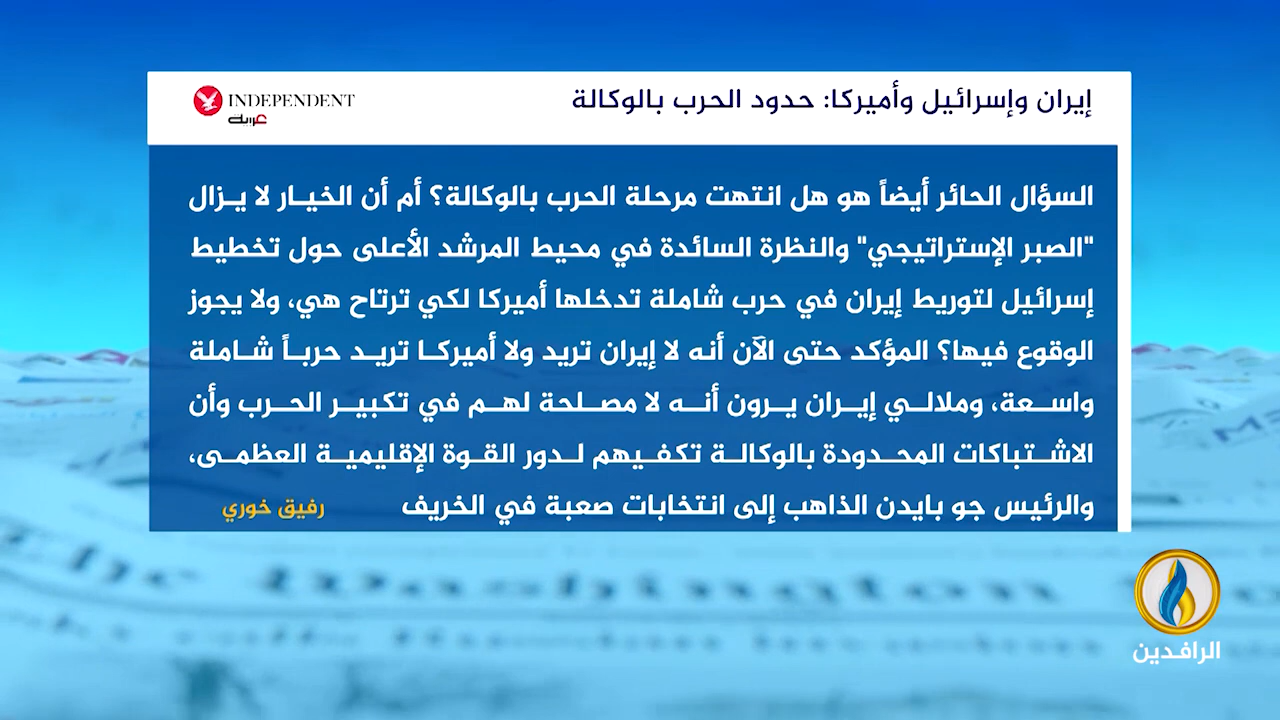 إيران وإسرائيل وأميركا: حدود الحرب بالوكالة
INDEPENDENT
عربية
السؤال الحائر أيضاً هو هل انتهت مرحلة الحرب بالوكالة؟ أم أن الخيار لا يزال
"الصبر الإستراتيجي" والنظرة السائدة في محيط المرشد الأعلى حول تخطيط
إسرائيل لتوريط إيران في حرب شاملة تدخلها أميركا لكي ترتاح هي، ولا يجوز
الوقوع فيها؟ المؤكد حتى الآن أنه لا إيران تريد ولا أميركا تريد حرباً شاملة
واسعة، وملالي إيران يرون أنه لا مصلحة لهم في تكبير الحرب وأن
الاشتباكات المحدودة بالوكالة تكفيهم لدور القوة الإقليمية العظمى،
والرئيس جو بايدن الذاهب إلى انتخابات صعبة في الخريف
رفيق خوري
الرافدين